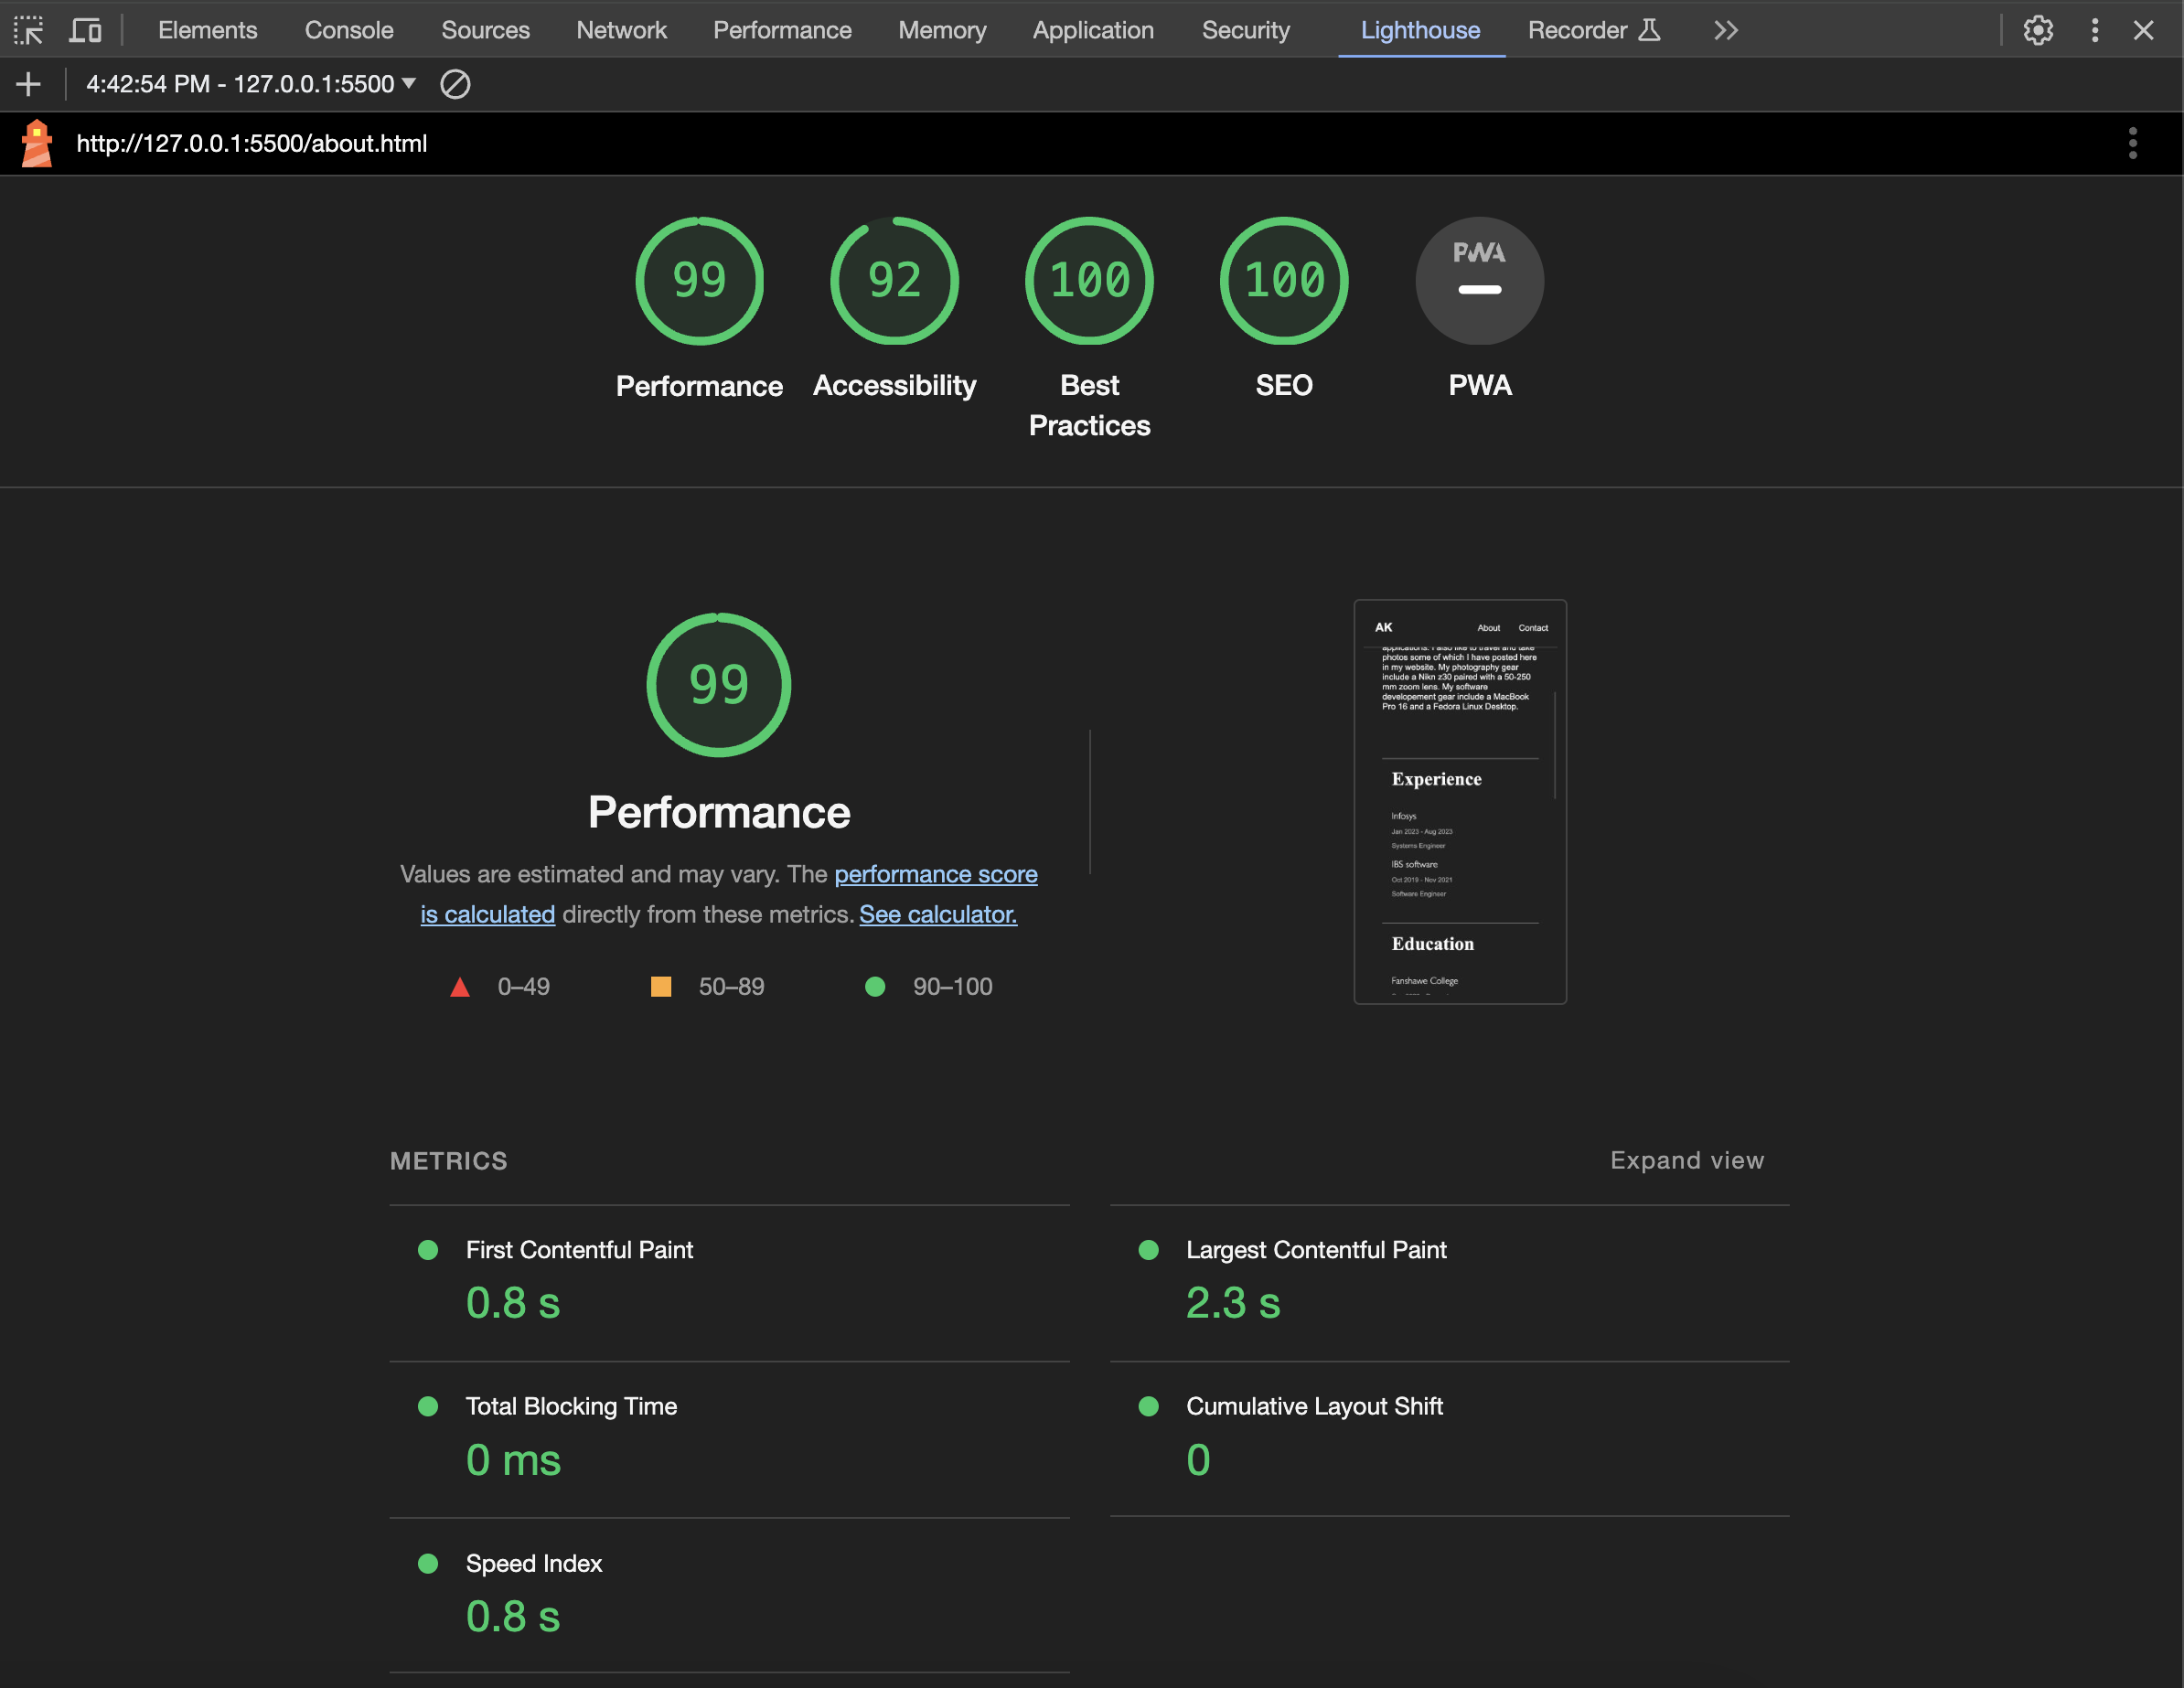 Elements Console Sources Network Performance Memory Application Security Lighthouse Recorder
4:42:54 PM - 127.0.0.1:5500
http://127.0.0.1:5500/about.html
99 92 100 100 PWA
Performance Accessibility Best Practices SEO PWA
99
Performance
Values are estimated and may vary. The performance score
is calculated directly from these metrics. See calculator.
0–49 50–89 90–100
AK About Contact
applications. I also like to travel and take
photos some of which I have posted here
in my website. My photography gear
include a Nikn z30 paired with a 50-250
mm zoom lens. My software
developement gear include a MacBook
Pro 16 and a Fedora Linux Desktop.
Experience
Infosys
Jan 2023 - Aug 2023
Systems Engineer
IBS software
Oct 2019 - Nov 2021
Software Engineer
Education
Fanshawe College
METRICS
Expand view
First Contentful Paint
0.8 s
Largest Contentful Paint
2.3 s
Total Blocking Time
0 ms
Cumulative Layout Shift
0
Speed Index
0.8 s